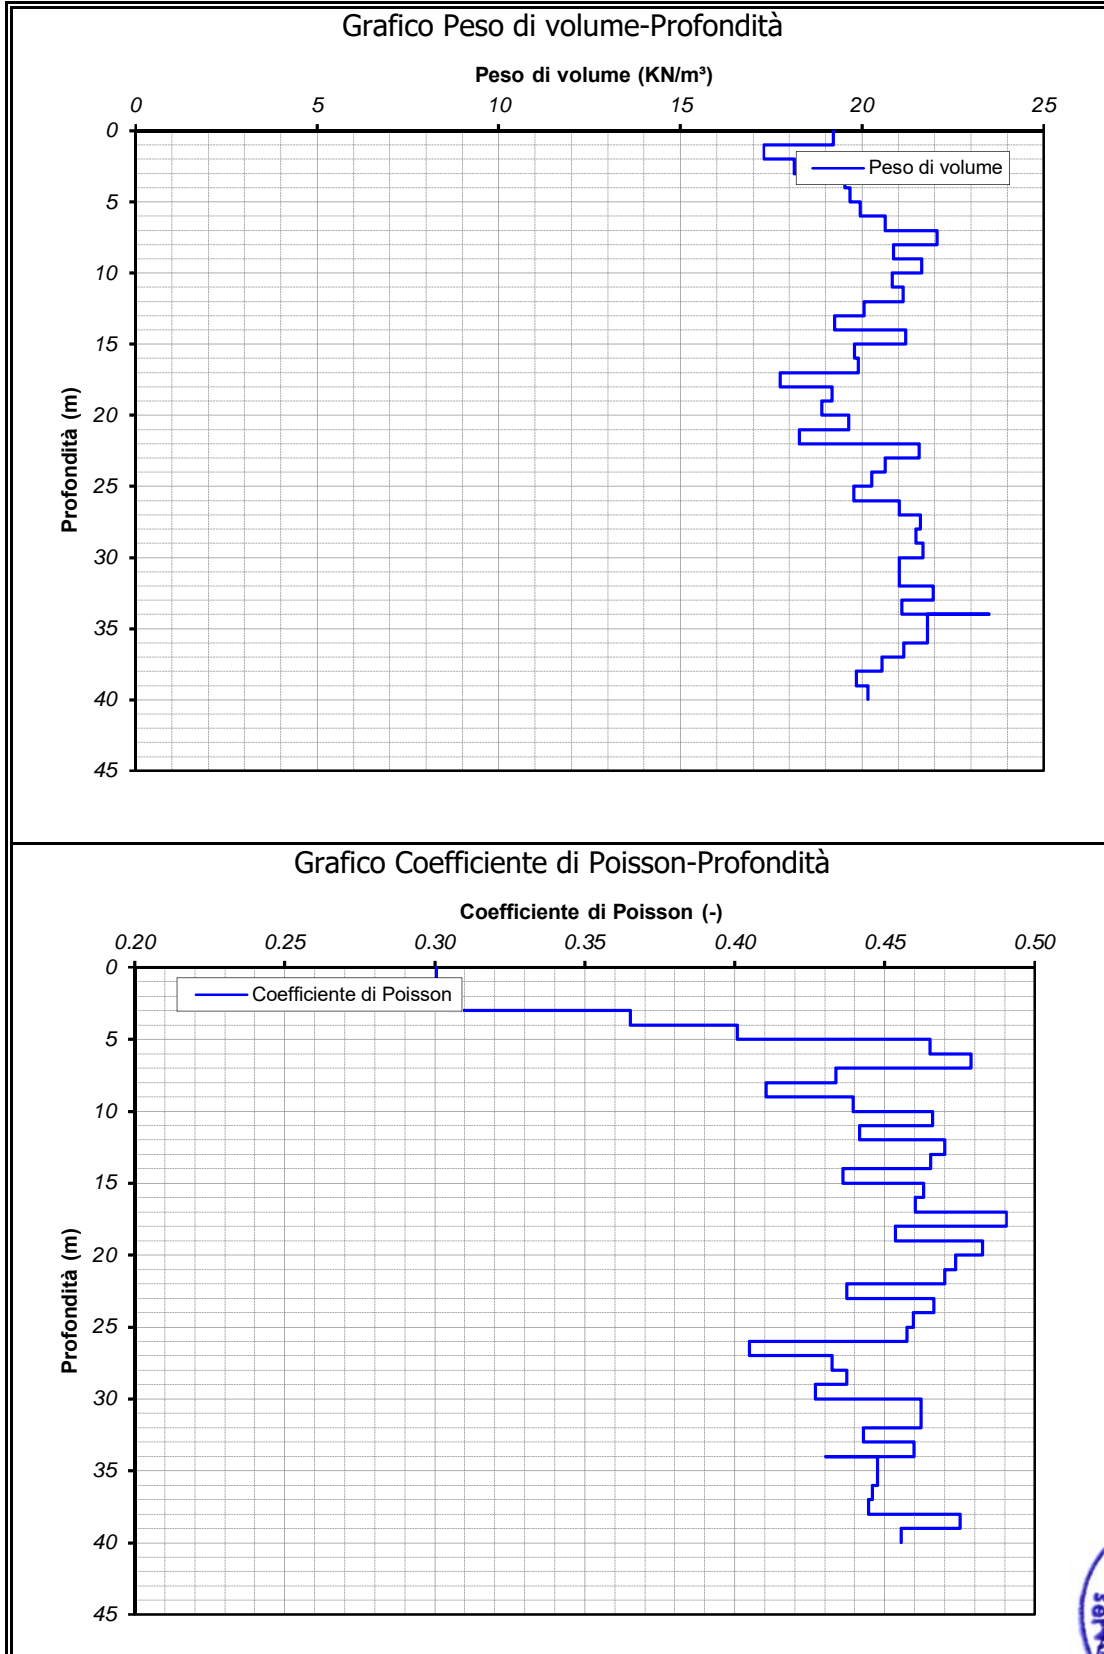 Grafico Peso di volume-Profondità
Peso di volume (KN/m³)
0 5 10 15 20 25
0
Peso di volume
5
10
15
20
25
30
35
40
45
Profondità (m)
Grafico Coefficiente di Poisson-Profondità
Coefficiente di Poisson (-)
0.20 0.25 0.30 0.35 0.40 0.45 0.50
0
Coefficiente di Poisson
5
10
15
20
25
30
35
40
45
Profondità (m)